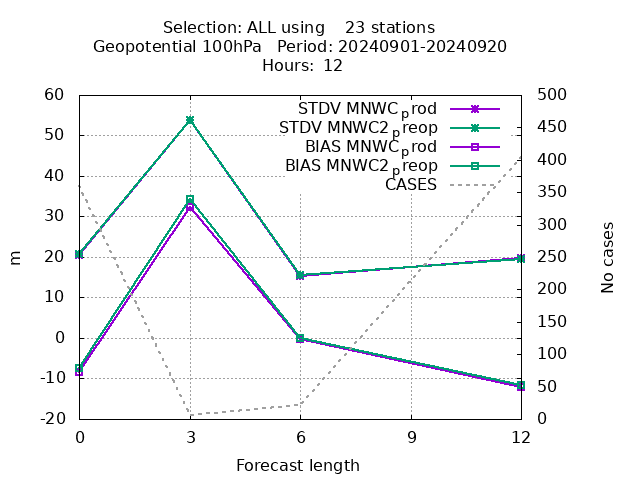 Selection: ALL using    23 stations
Geopotential 100hPa   Period: 20240901-20240920
Hours: 12
60
50
40
30
20
10
0
-10
-20
500
450
400
350
300
250
200
150
100
50
0
STDV MNWC_prod
STDV MNWC2_preop
BIAS MNWC_prod
BIAS MNWC2_preop
CASES
m
No cases
0 3 6 9 12
Forecast length